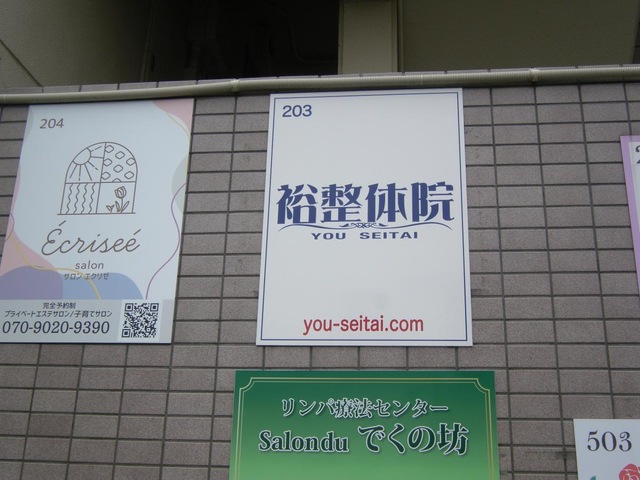 204
Écriseé
salon
サロン エクリゼ
完全予約制
プライベートエステサロン/子育てサロン
070-9020-9390
203
裕整体院
YOU SEITAI
you-seitai.com
リンパ療法センター
Salondu でくの坊
503